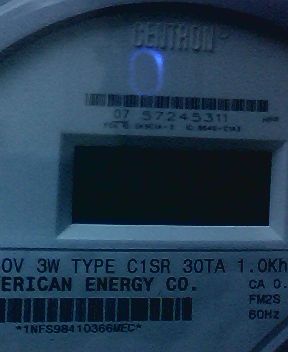 CENTRON
07 57245311
0V 3W TYPE C1SR 30TA 1.0Kh
ERICAN ENERGY CO. CA 0.
FM2S
*1NFS98410366MEC* 60Hz